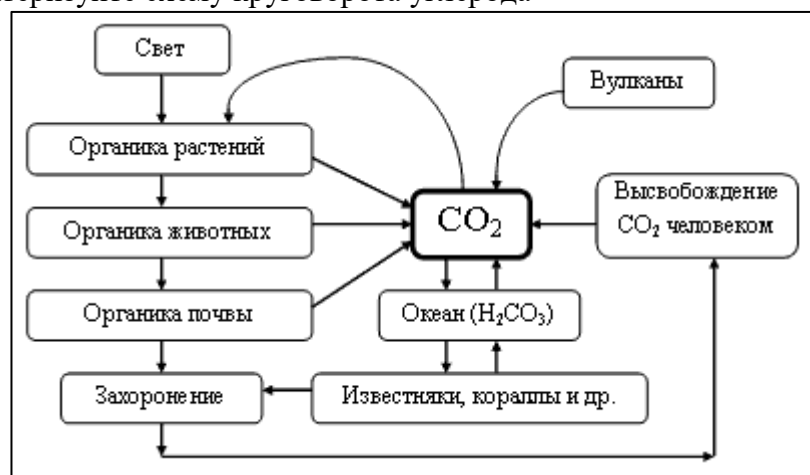 Свет
Вулканы
Органика растений
CO₂
Высвобождение
CO₂ человеком
Органика животных
Органика почвы
Океан (H₂CO₃)
Захоронение
Известняки, кораллы и др.